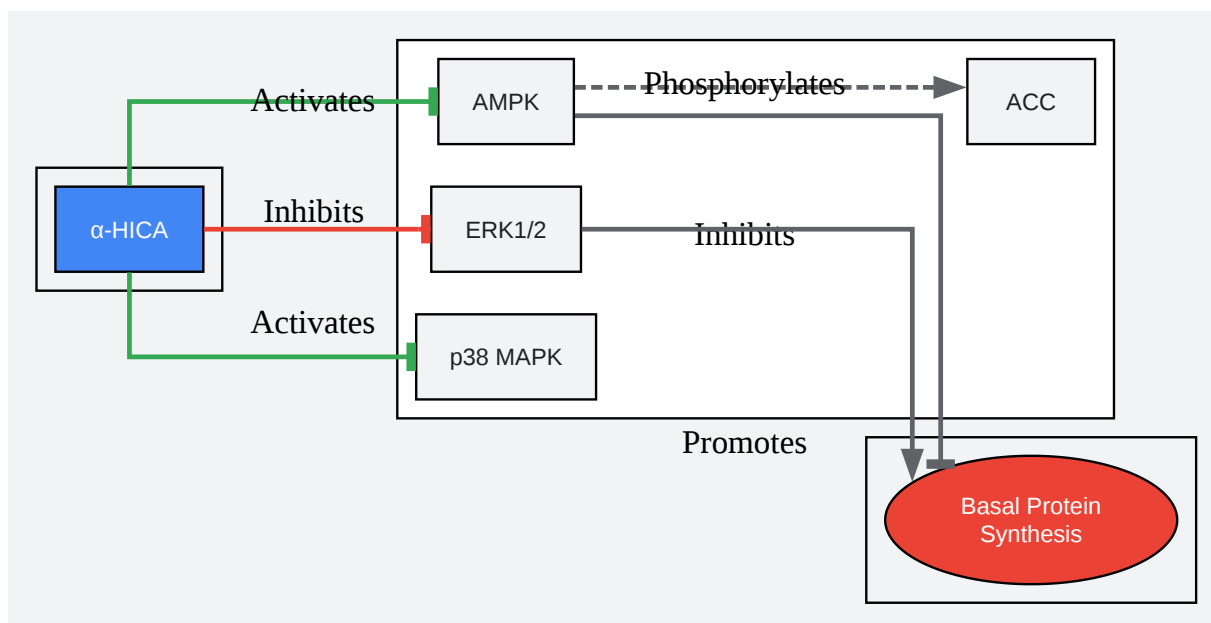 Activates
AMPK
Phosphorylates
ACC
α-HICA
Inhibits
ERK1/2
Inhibits
Activates
p38 MAPK
Promotes
Basal Protein
Synthesis